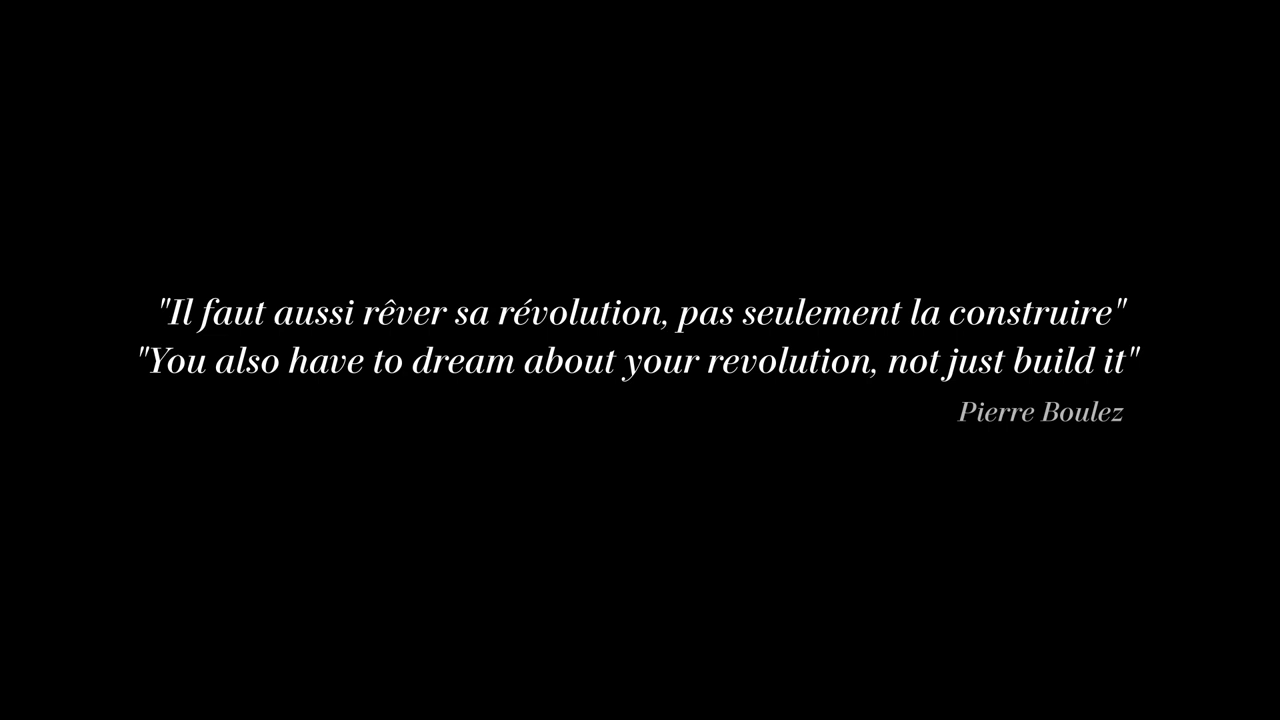 "Il faut aussi rêver sa révolution, pas seulement la construire"
"You also have to dream about your revolution, not just build it"
Pierre Boulez